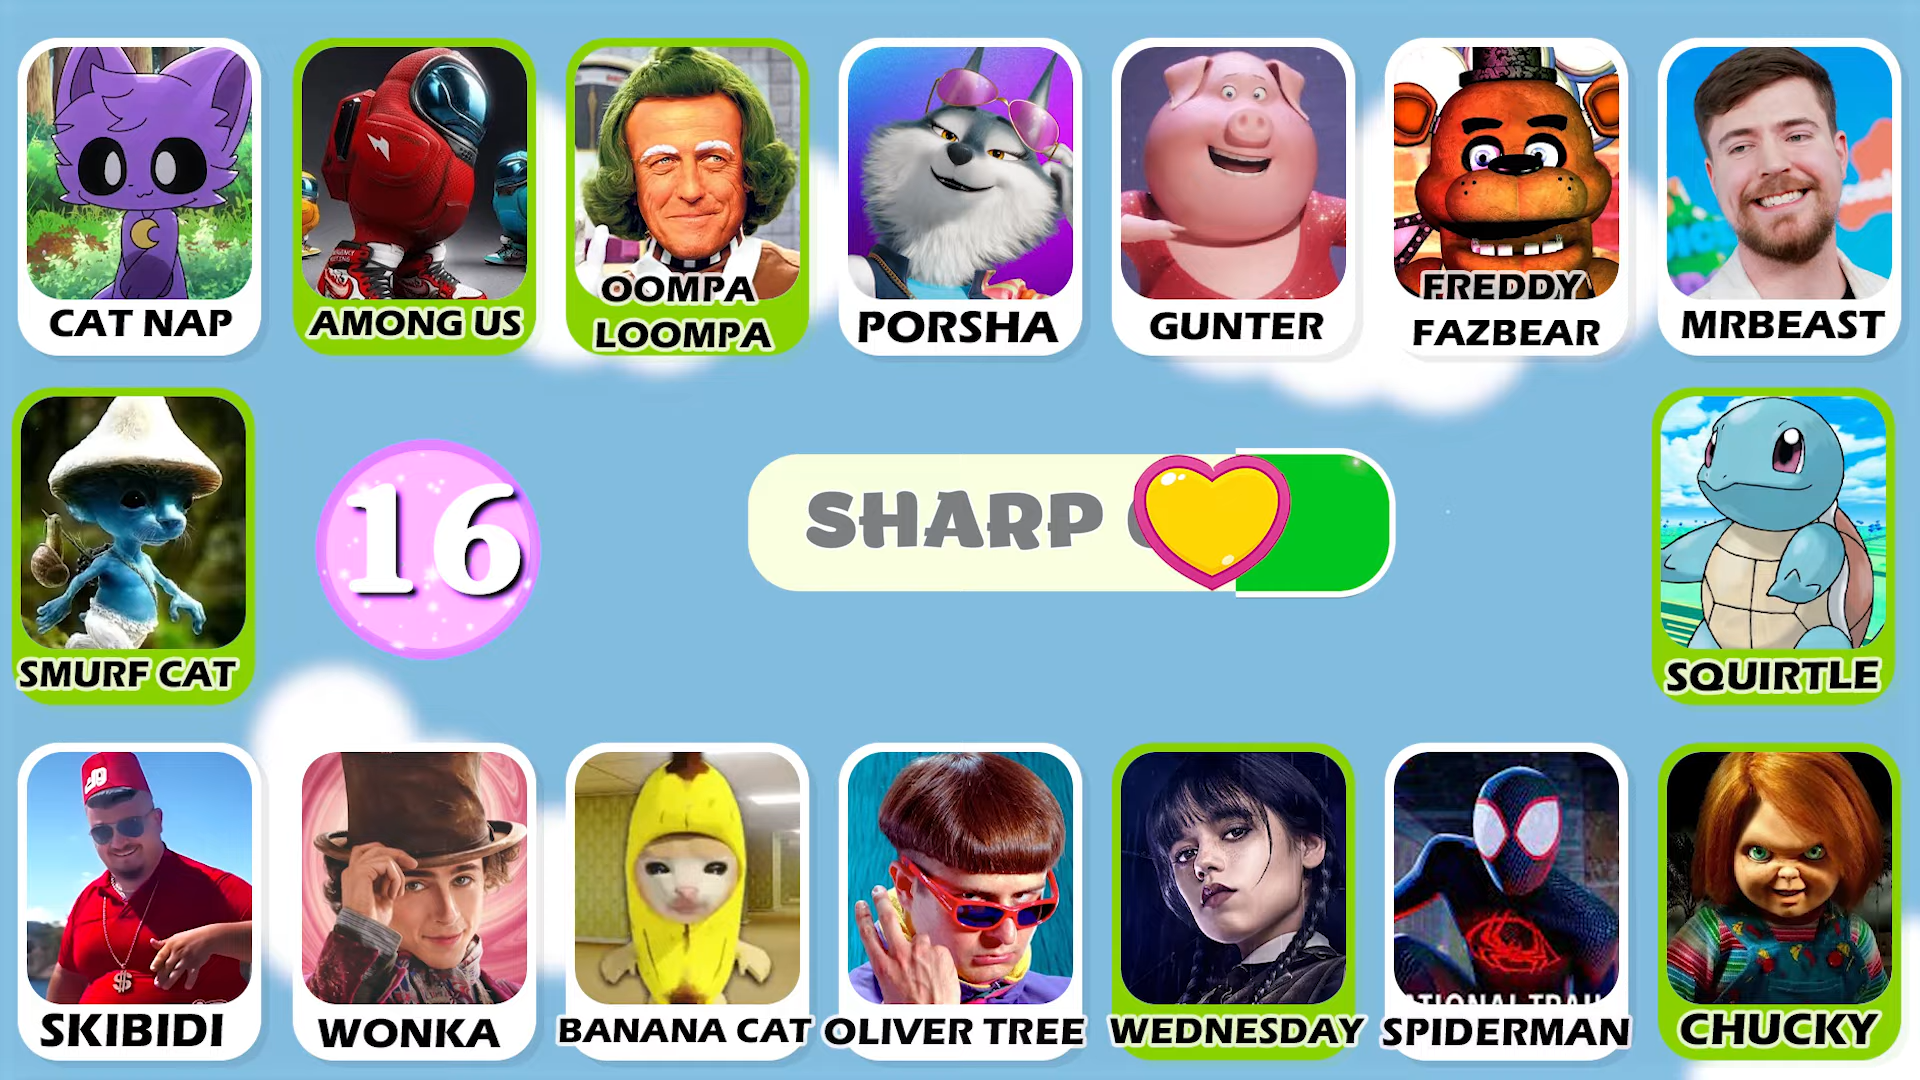 CAT NAP
AMONG US
OOMPA
LOOMPA
PORSHA
GUNTER
FREDDY
FAZBEAR
MRBEAST
SMURF CAT
16
SHARP
SQUIRTLE
SKIBIDI
WONKA
BANANA CAT
OLIVER TREE
WEDNESDAY
SPIDERMAN
CHUCKY